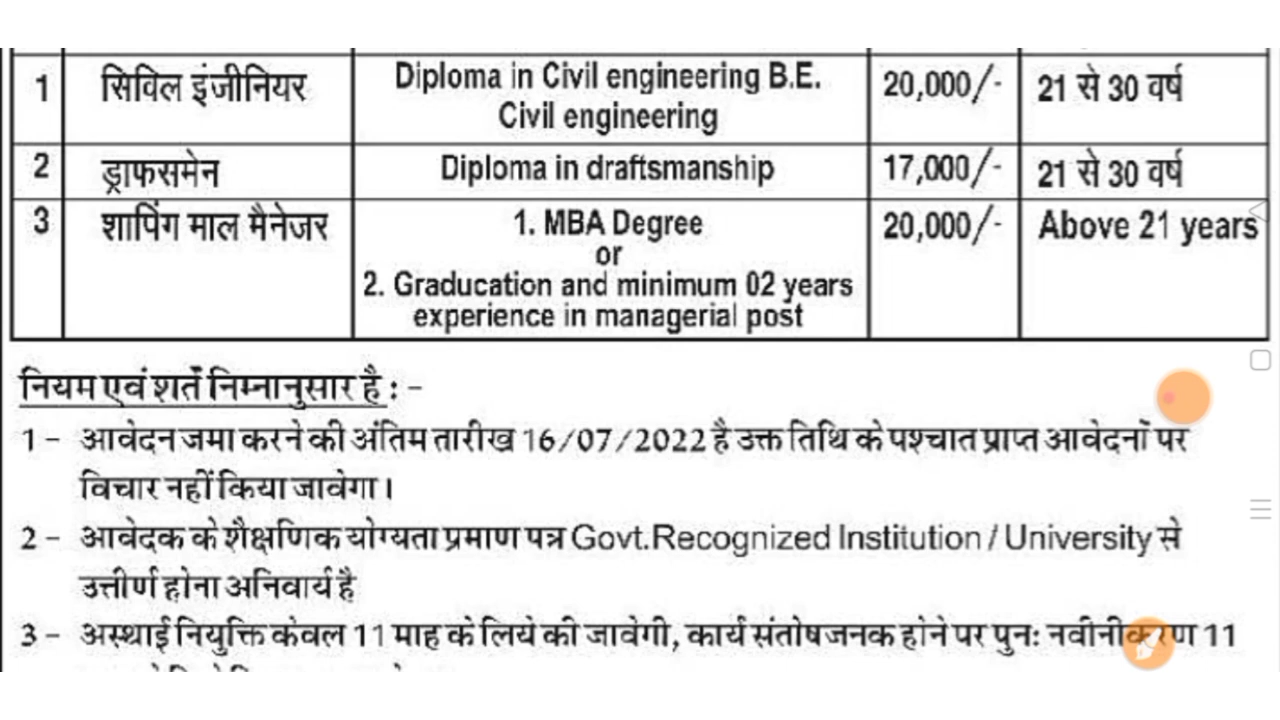 1 सिविल इंजीनियर Diploma in Civil engineering B.E. 20,000/- 21 से 30 वर्ष
Civil engineering
2 ड्राफसमेन Diploma in draftsmanship 17,000/- 21 से 30 वर्ष
3 शापिंग माल मैनेजर 1. MBA Degree 20,000/- Above 21 years
or
2. Graducation and minimum 02 years
experience in managerial post
नियम एवं शर्तें निम्नानुसार है : -
1 - आवेदन जमा करने की अंतिम तारीख 16/07/2022 है उक्त तिथि के पश्चात प्राप्त आवेदनों पर
विचार नहीं किया जावेगा।
2 - आवेदक के शैक्षणिक योग्यता प्रमाण पत्र Govt.Recognized Institution / University से
उत्तीर्ण होना अनिवार्य है
3 - अस्थाई नियुक्ति केवल 11 माह के लिये की जावेगी, कार्य संतोषजनक होने पर पुनः नवीनीकरण 11